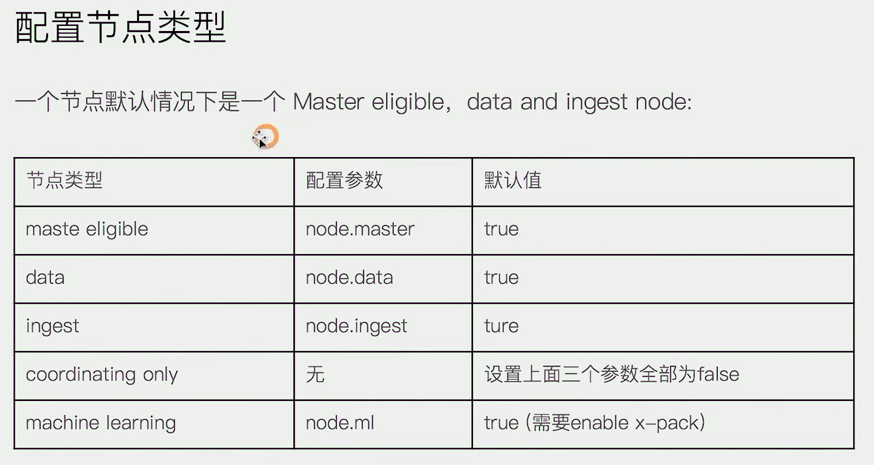 配置节点类型
一个节点默认情况下是一个 Master eligible，data and ingest node:
节点类型 配置参数 默认值
maste eligible node.master true
data node.data true
ingest node.ingest ture
coordinating only 无 设置上面三个参数全部为false
machine learning node.ml true (需要enable x-pack)